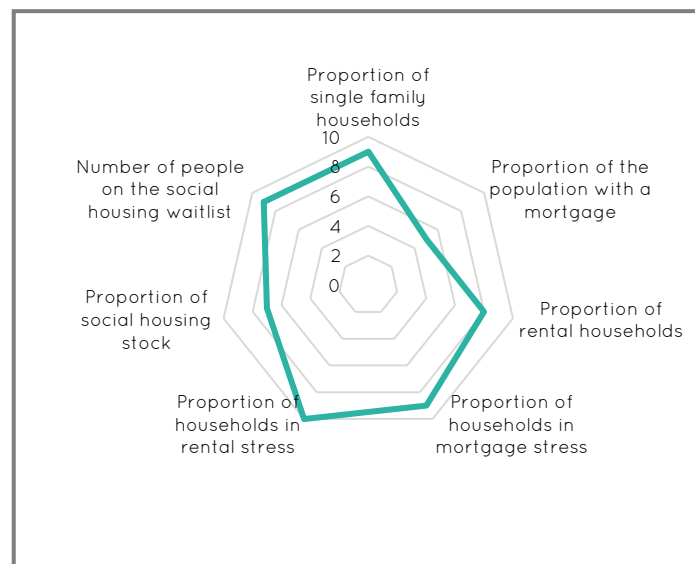 Proportion of
single family
households
Proportion of the
population with a
mortgage
Proportion of
rental households
Proportion of
households in
mortgage stress
Proportion of
households in
rental stress
Proportion of
social housing
stock
Number of people
on the social
housing waitlist
10
8
6
4
2
0